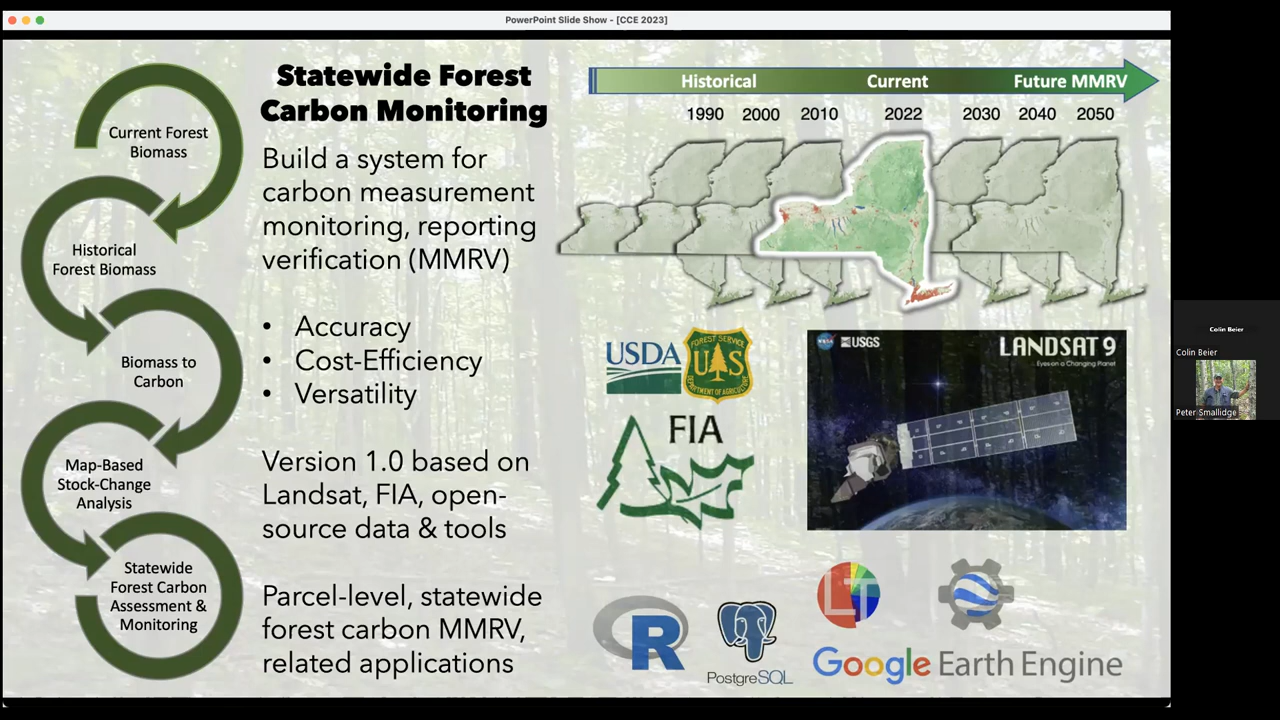 PowerPoint Slide Show - [CCE 2023]
Current Forest
Biomass
Historical
Forest Biomass
Biomass to
Carbon
Map-Based
Stock-Change
Analysis
Statewide
Forest Carbon
Assessment &
Monitoring
Statewide Forest
Carbon Monitoring
Build a system for
carbon measurement
monitoring, reporting
verification (MMRV)
• Accuracy
• Cost-Efficiency
• Versatility
Version 1.0 based on
Landsat, FIA, open-
source data & tools
Parcel-level, statewide
forest carbon MMRV,
related applications
Historical Current Future MMRV
1990 2000 2010 2022 2030 2040 2050
USDA
FOREST SERVICE
U S
DEPARTMENT OF AGRICULTURE
FIA
NASA USGS
LANDSAT 9
Eyes on a Changing Planet
R
PostgreSQL
LT
Google Earth Engine
Colin Beier
Colin Beier
Peter Smallidge